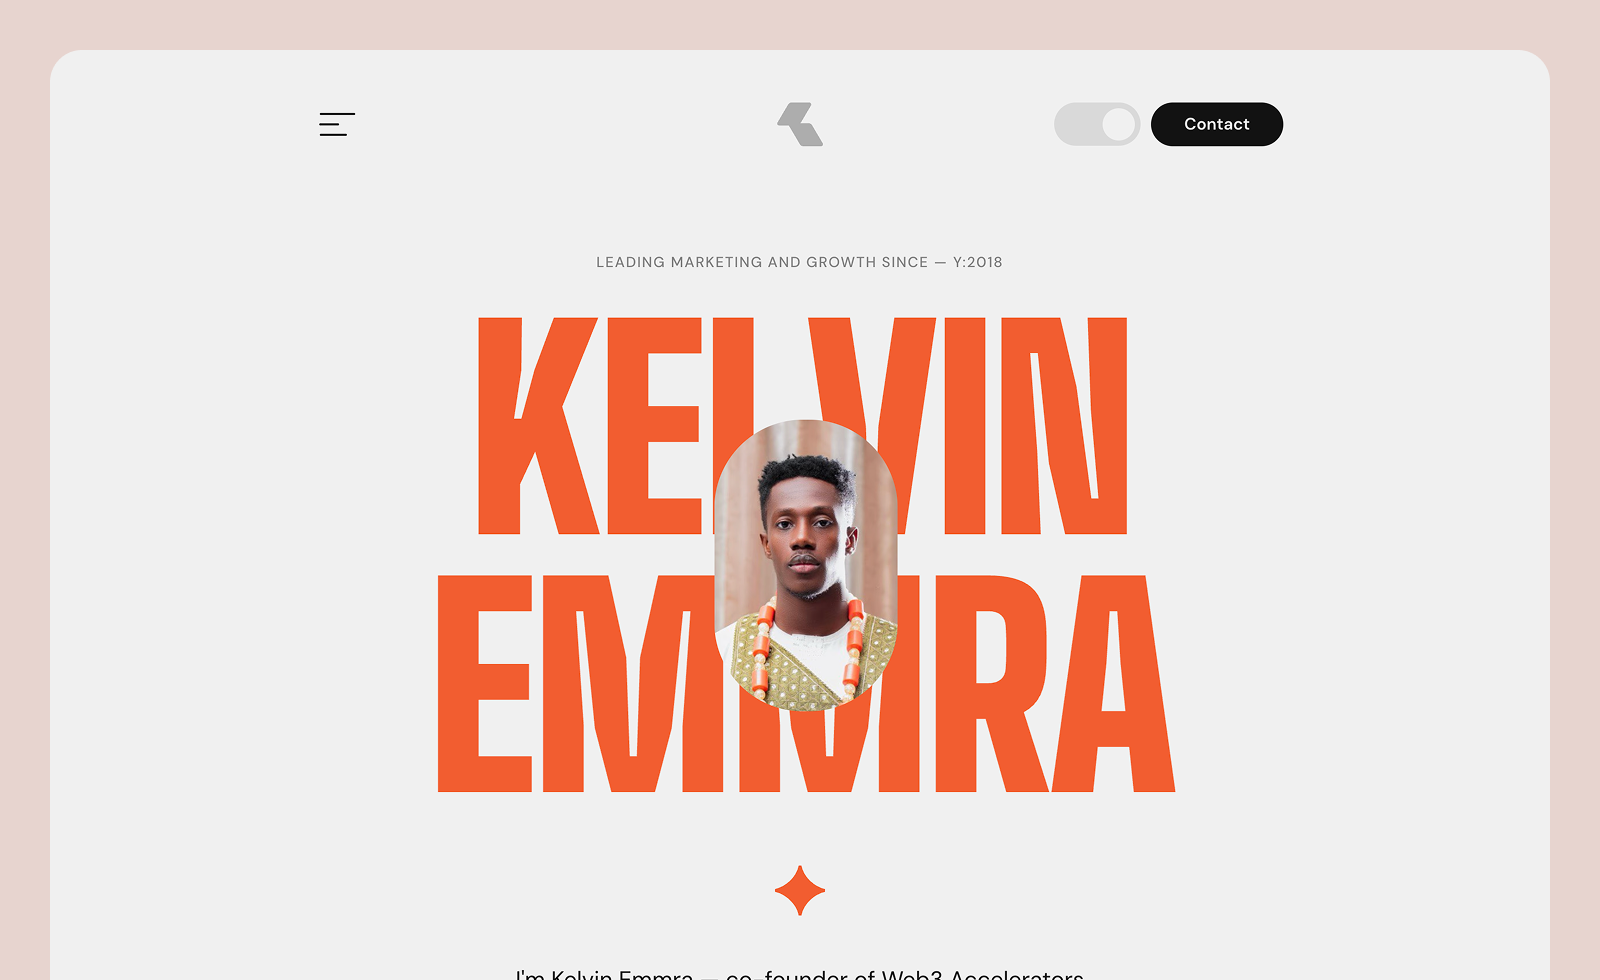 Contact
LEADING MARKETING AND GROWTH SINCE — Y:2018
KELVIN
EMMRA
I'm Kelvin Emmra — co-founder of Web3 Accelerators